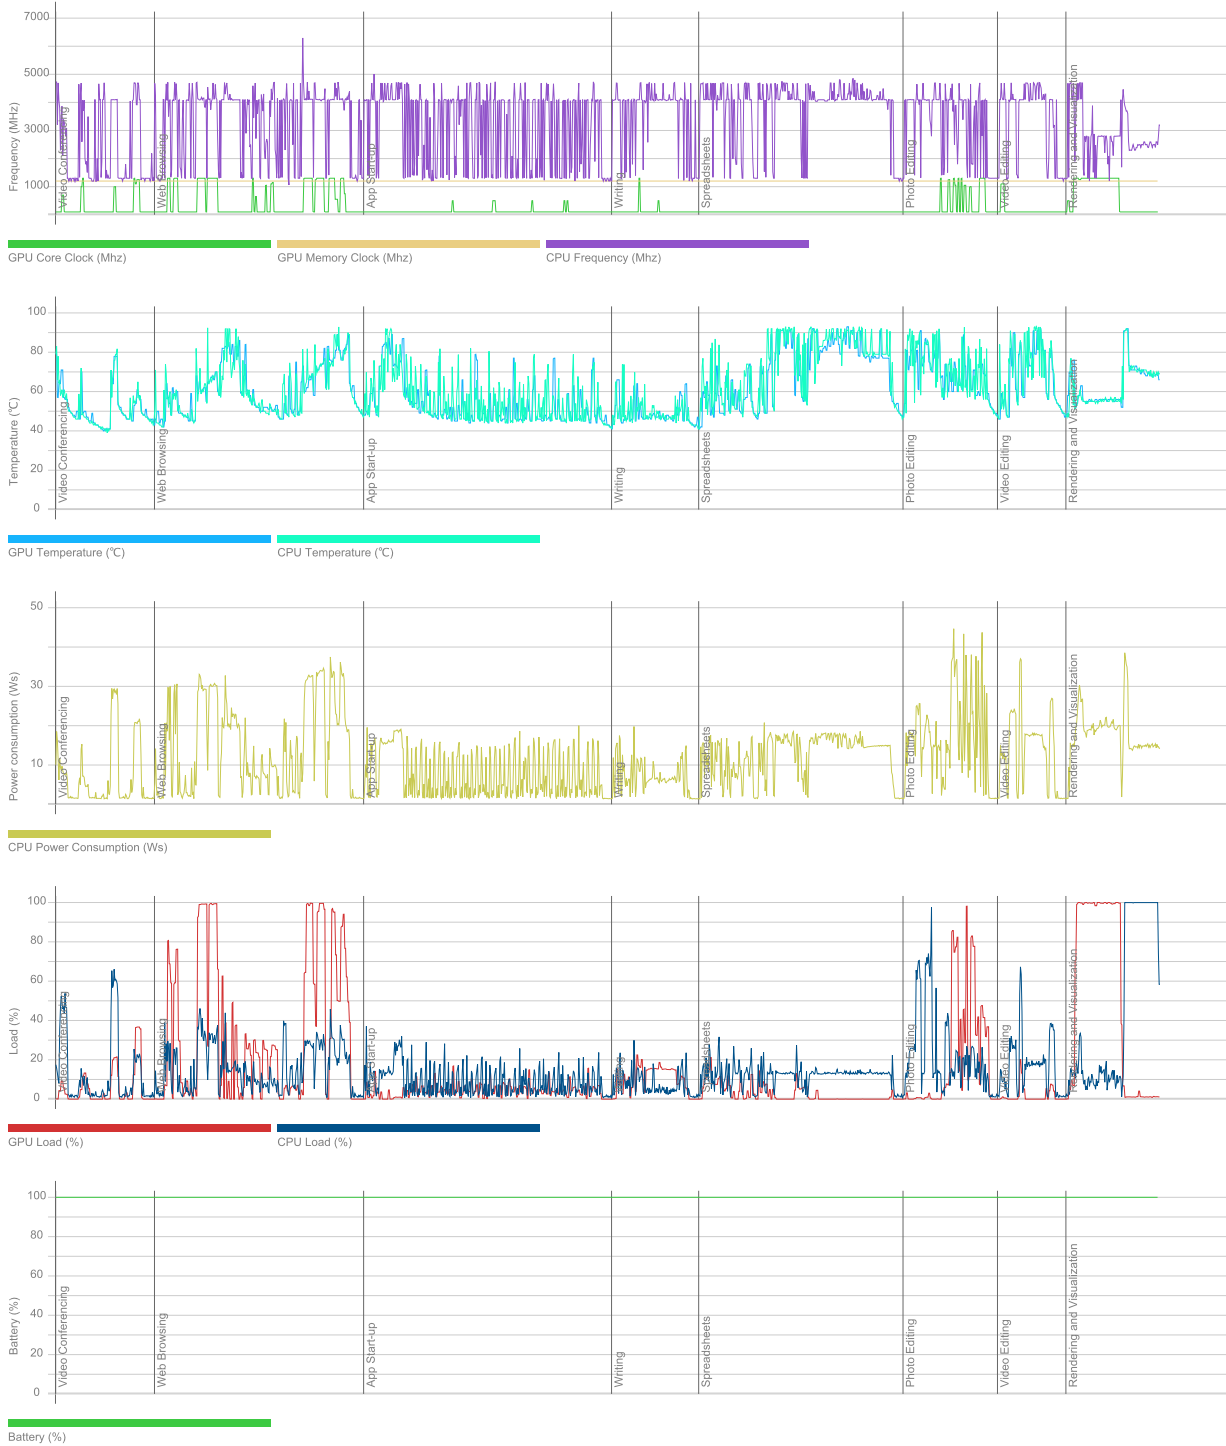 7000
5000
3000
1000
Frequency (MHz)
Video Conferencing
Web Browsing
App Start-up
Writing
Spreadsheets
Photo Editing
Video Editing
Rendering and Visualization
GPU Core Clock (Mhz)
GPU Memory Clock (Mhz)
CPU Frequency (Mhz)
100
80
60
40
20
0
Temperature (°C)
Video Conferencing
Web Browsing
App Start-up
Writing
Spreadsheets
Photo Editing
Video Editing
Rendering and Visualization
GPU Temperature (°C)
CPU Temperature (°C)
50
30
10
Power consumption (Ws)
Video Conferencing
Web Browsing
App Start-up
Writing
Spreadsheets
Photo Editing
Video Editing
Rendering and Visualization
CPU Power Consumption (Ws)
100
80
60
40
20
0
Load (%)
Video Conferencing
Web Browsing
App Start-up
Writing
Spreadsheets
Photo Editing
Video Editing
Rendering and Visualization
GPU Load (%)
CPU Load (%)
100
80
60
40
20
0
Battery (%)
Video Conferencing
Web Browsing
App Start-up
Writing
Spreadsheets
Photo Editing
Video Editing
Rendering and Visualization
Battery (%)